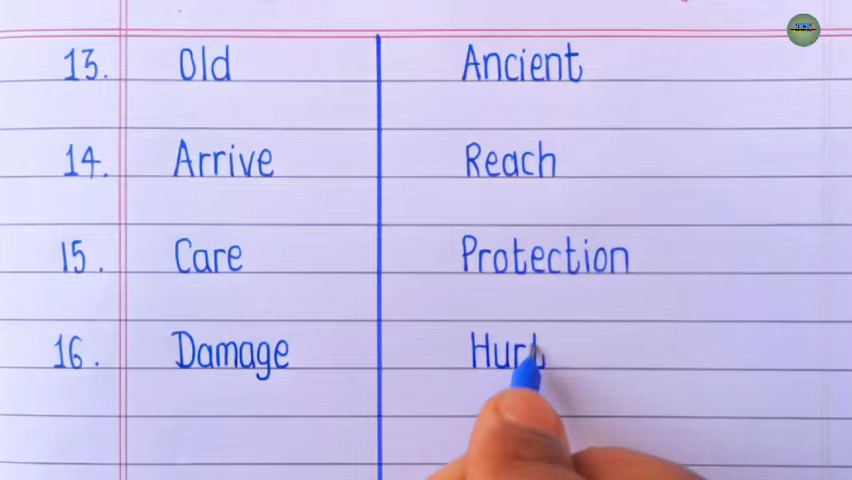 13. Old Ancient
14. Arrive Reach
15. Care Protection
16. Damage Hurt